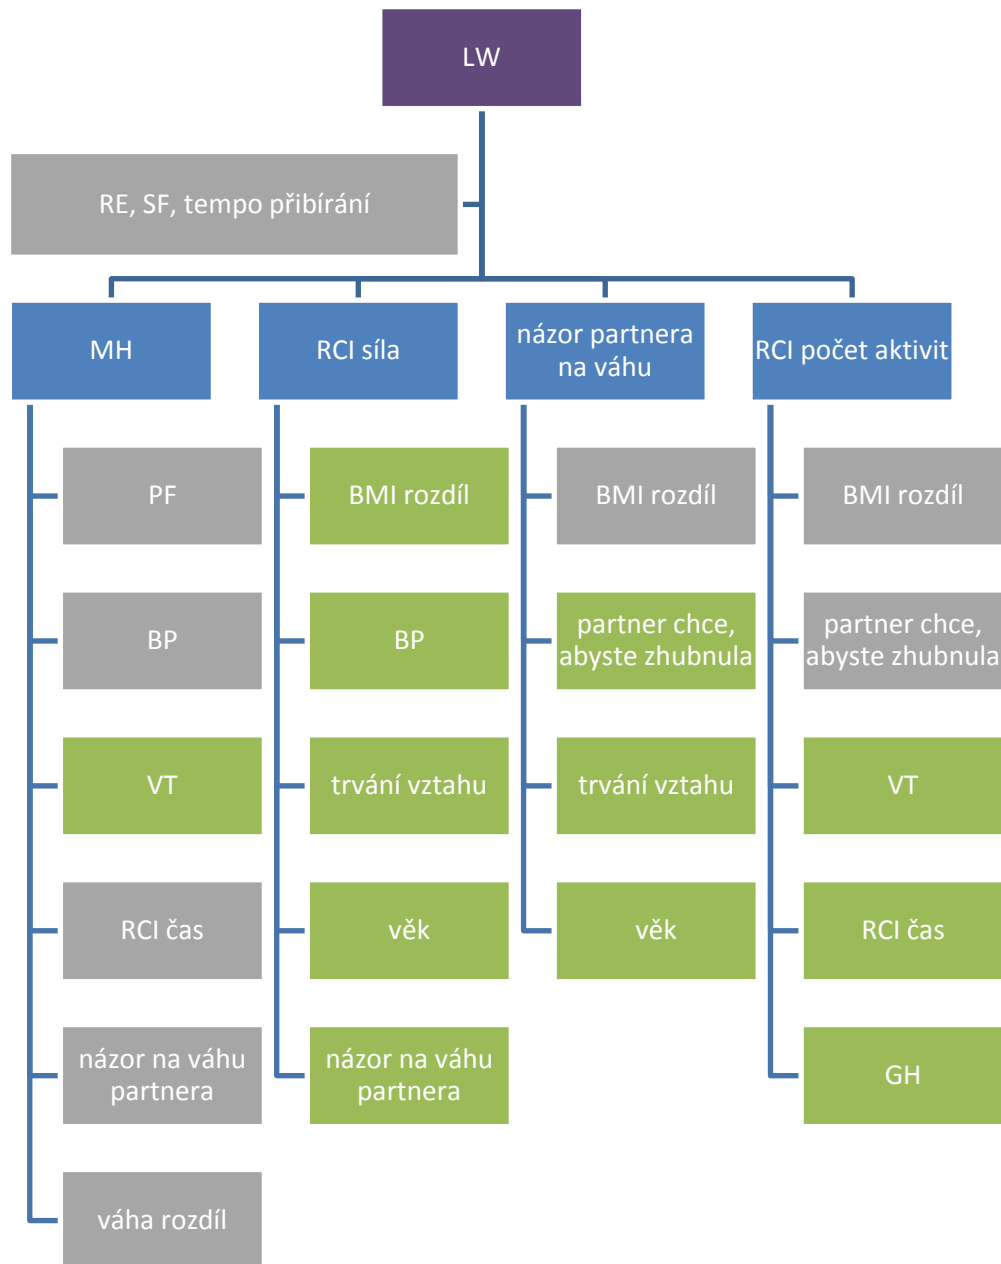 LW
RE, SF, tempo přibírání
MH
RCI síla
názor partnera
na váhu
RCI počet aktivit
PF
BP
VT
RCI čas
názor na váhu
partnera
váha rozdíl
BMI rozdíl
BP
trvání vztahu
věk
názor na váhu
partnera
BMI rozdíl
partner chce,
abyste zhubnula
trvání vztahu
věk
BMI rozdíl
partner chce,
abyste zhubnula
VT
RCI čas
GH